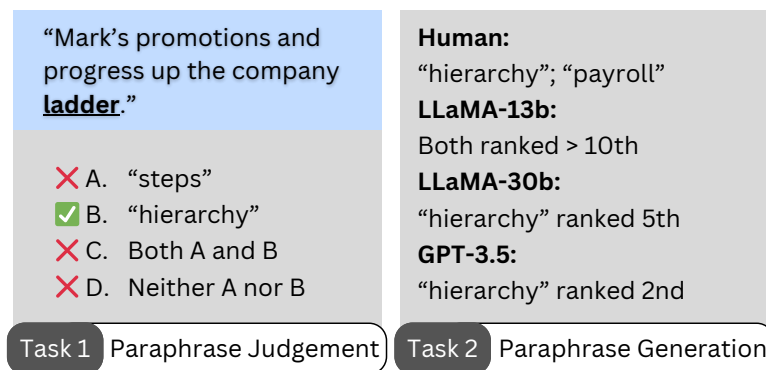 “Mark’s promotions and
progress up the company
ladder.”
A. “steps”
B. “hierarchy”
C. Both A and B
D. Neither A nor B
Task 1 Paraphrase Judgement
Human:
“hierarchy”; “payroll”
LLaMA-13b:
Both ranked > 10th
LLaMA-30b:
“hierarchy” ranked 5th
GPT-3.5:
“hierarchy” ranked 2nd
Task 2 Paraphrase Generation